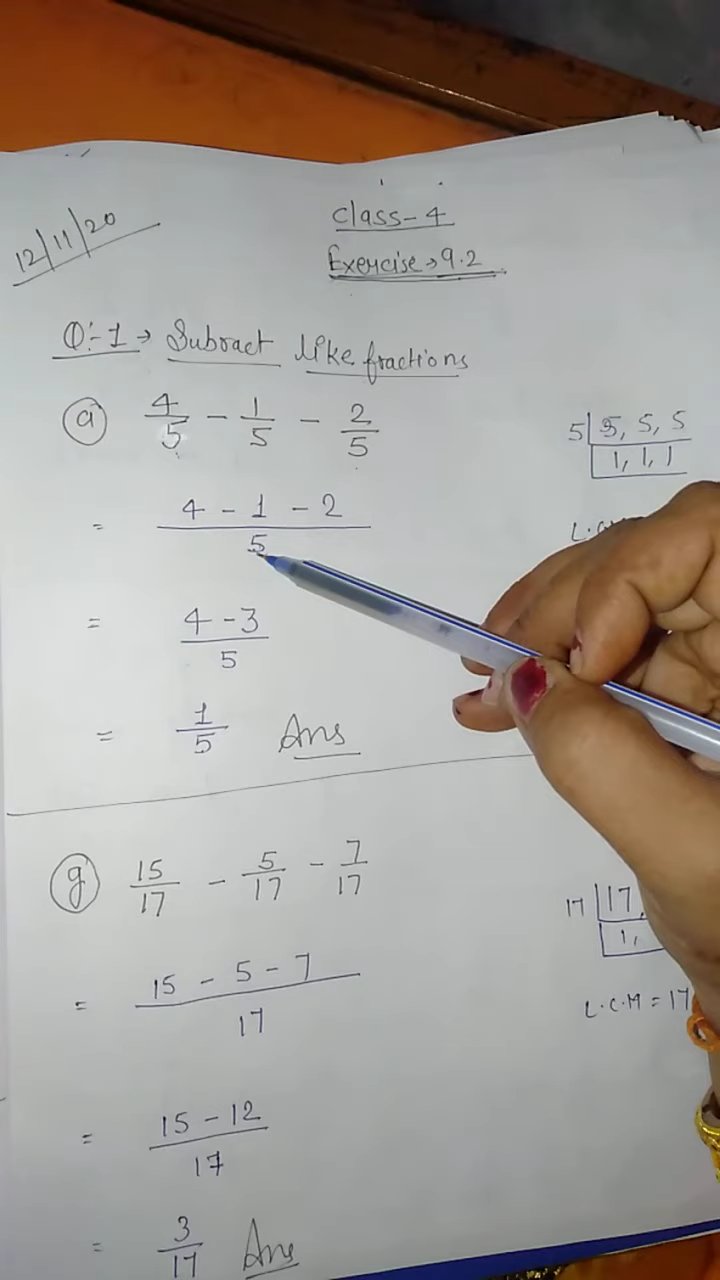 12/11/20
Class-4
Exercise → 9.2
Q:-1 → Subract like fractions
(a) 4/5 - 1/5 - 2/5
= 4 - 1 - 2 / 5
= 4 - 3 / 5
= 1/5 Ans
5 | 5, 5, 5
1, 1, 1
(g) 15/17 - 5/17 - 7/17
= 15 - 5 - 7 / 17
= 15 - 12 / 17
= 3/17 Ans
17 | 17,
1,
L.C.M = 17